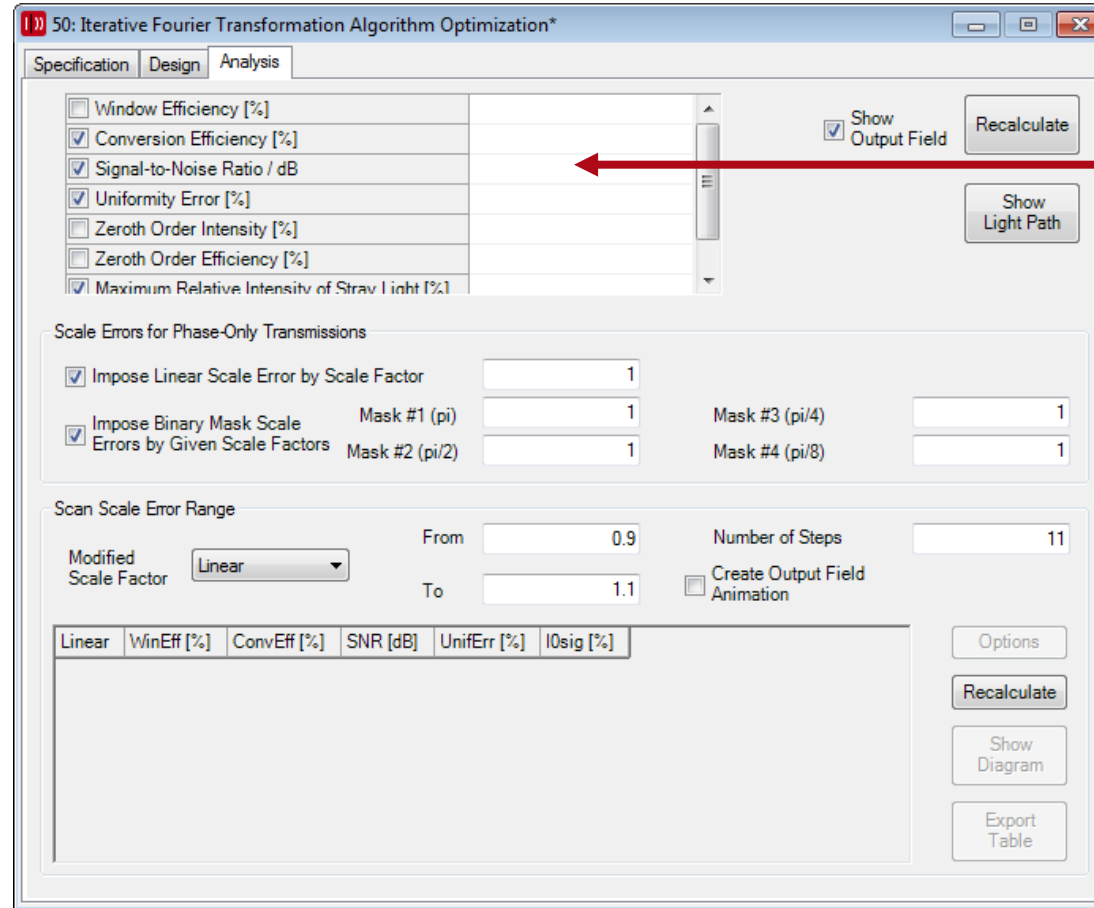 50: Iterative Fourier Transformation Algorithm Optimization*
Specification Design Analysis
Window Efficiency [%]
Conversion Efficiency [%]
Signal-to-Noise Ratio / dB
Uniformity Error [%]
Zeroth Order Intensity [%]
Zeroth Order Efficiency [%]
Maximum Relative Intensity of Stray Light [%]
Show
Output Field
Recalculate
Show
Light Path
Scale Errors for Phase-Only Transmissions
Impose Linear Scale Error by Scale Factor 1
Impose Binary Mask Scale
Errors by Given Scale Factors
Mask #1 (pi) 1 Mask #3 (pi/4) 1
Mask #2 (pi/2) 1 Mask #4 (pi/8) 1
Scan Scale Error Range
Modified
Scale Factor
Linear
From 0.9 Number of Steps 11
To 1.1
Create Output Field
Animation
Linear WinEff [%] ConvEff [%] SNR [dB] UnifErr [%] I0sig [%]
Options
Recalculate
Show
Diagram
Export
Table